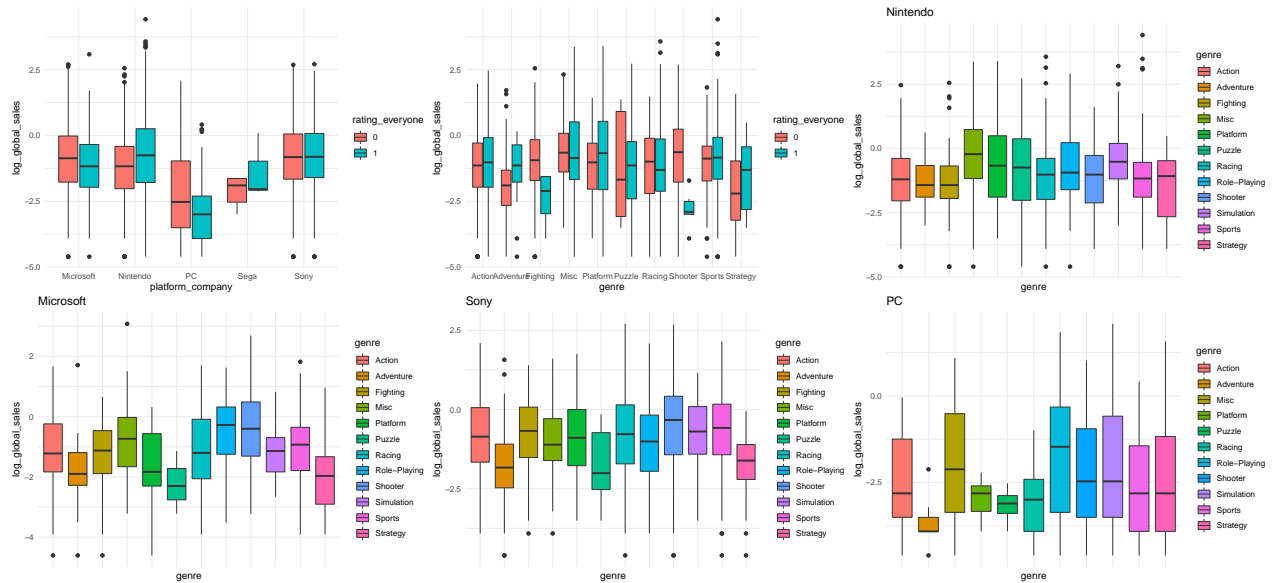 log_global_sales
2.5
0.0
−2.5
−5.0
Microsoft
Nintendo
PC
Sega
Sony
platform_company
rating_everyone
0
1
log_global_sales
2.5
0.0
−2.5
−5.0
Action
Adventure
Fighting
Misc
Platform
Puzzle
Racing
Shooter
Sports
Strategy
genre
rating_everyone
0
1
Nintendo
log_global_sales
2.5
0.0
−2.5
−5.0
genre
genre
Action
Adventure
Fighting
Misc
Platform
Puzzle
Racing
Role−Playing
Shooter
Simulation
Sports
Strategy
Microsoft
log_global_sales
2
0
−2
−4
genre
genre
Action
Adventure
Fighting
Misc
Platform
Puzzle
Racing
Role−Playing
Shooter
Simulation
Sports
Strategy
Sony
log_global_sales
2.5
0.0
−2.5
genre
genre
Action
Adventure
Fighting
Misc
Platform
Puzzle
Racing
Role−Playing
Shooter
Simulation
Sports
Strategy
PC
log_global_sales
0.0
−2.5
genre
genre
Action
Adventure
Fighting
Misc
Platform
Puzzle
Racing
Role−Playing
Shooter
Simulation
Sports
Strategy